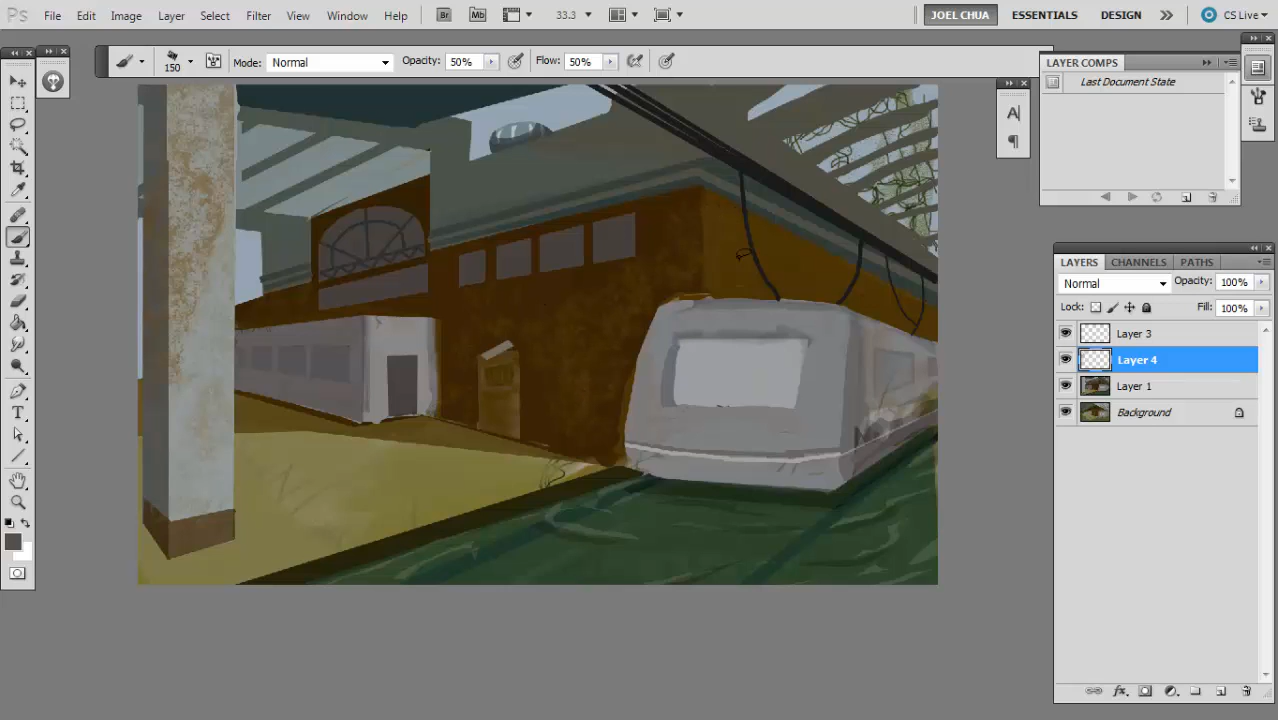 Ps File Edit Image Layer Select Filter View Window Help Br Mb 33.3 JOEL CHUA ESSENTIALS DESIGN CS Live
150 Mode: Normal Opacity: 50% Flow: 50%
LAYER COMPS
Last Document State
A
T
LAYERS CHANNELS PATHS
Normal Opacity: 100%
Lock: Fill: 100%
Layer 3
Layer 4
Layer 1
Background
fx